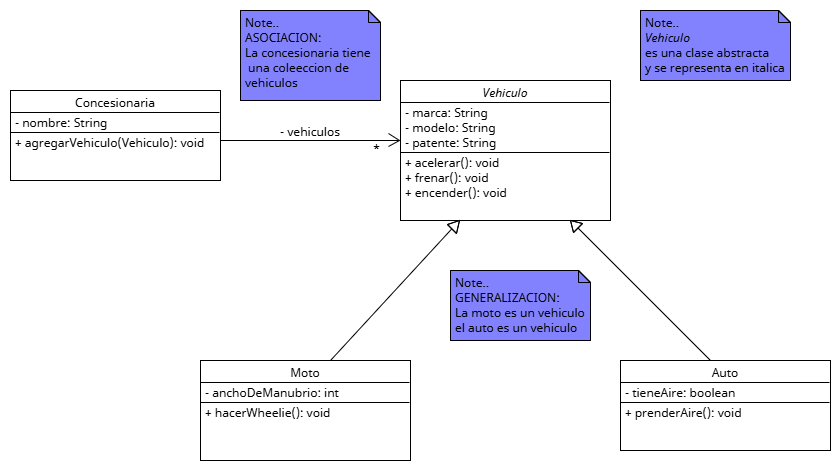 Note..
ASOCIACION:
La concesionaria tiene
una coleeccion de
vehiculos
Note..
Vehiculo
es una clase abstracta
y se representa en italica
Concesionaria
- nombre: String
+ agregarVehiculo(Vehiculo): void
- vehiculos
*
Vehiculo
- marca: String
- modelo: String
- patente: String
+ acelerar(): void
+ frenar(): void
+ encender(): void
Note..
GENERALIZACION:
La moto es un vehiculo
el auto es un vehiculo
Moto
- anchoDeManubrio: int
+ hacerWheelie(): void
Auto
- tieneAire: boolean
+ prenderAire(): void